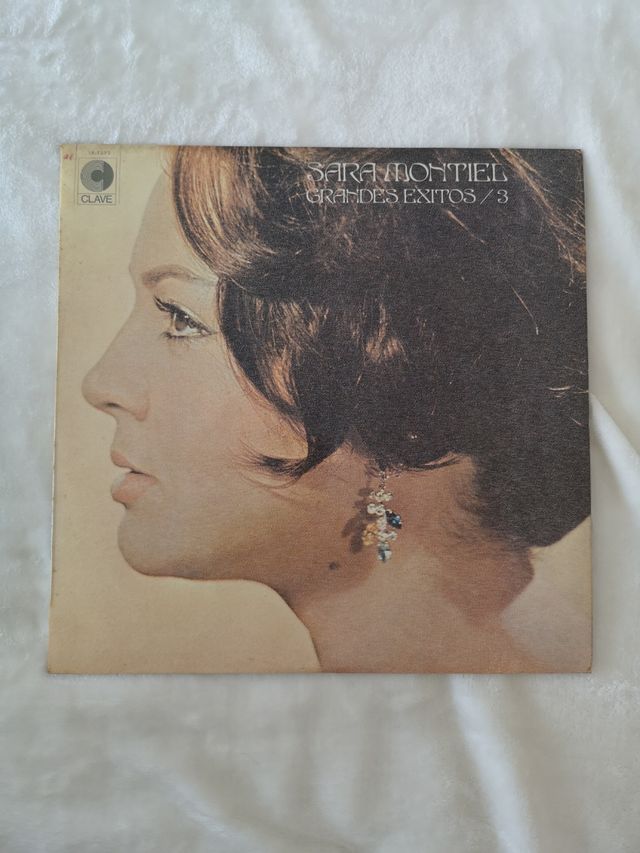 CLAVE
SARA MONTIEL
GRANDES EXITOS / 3